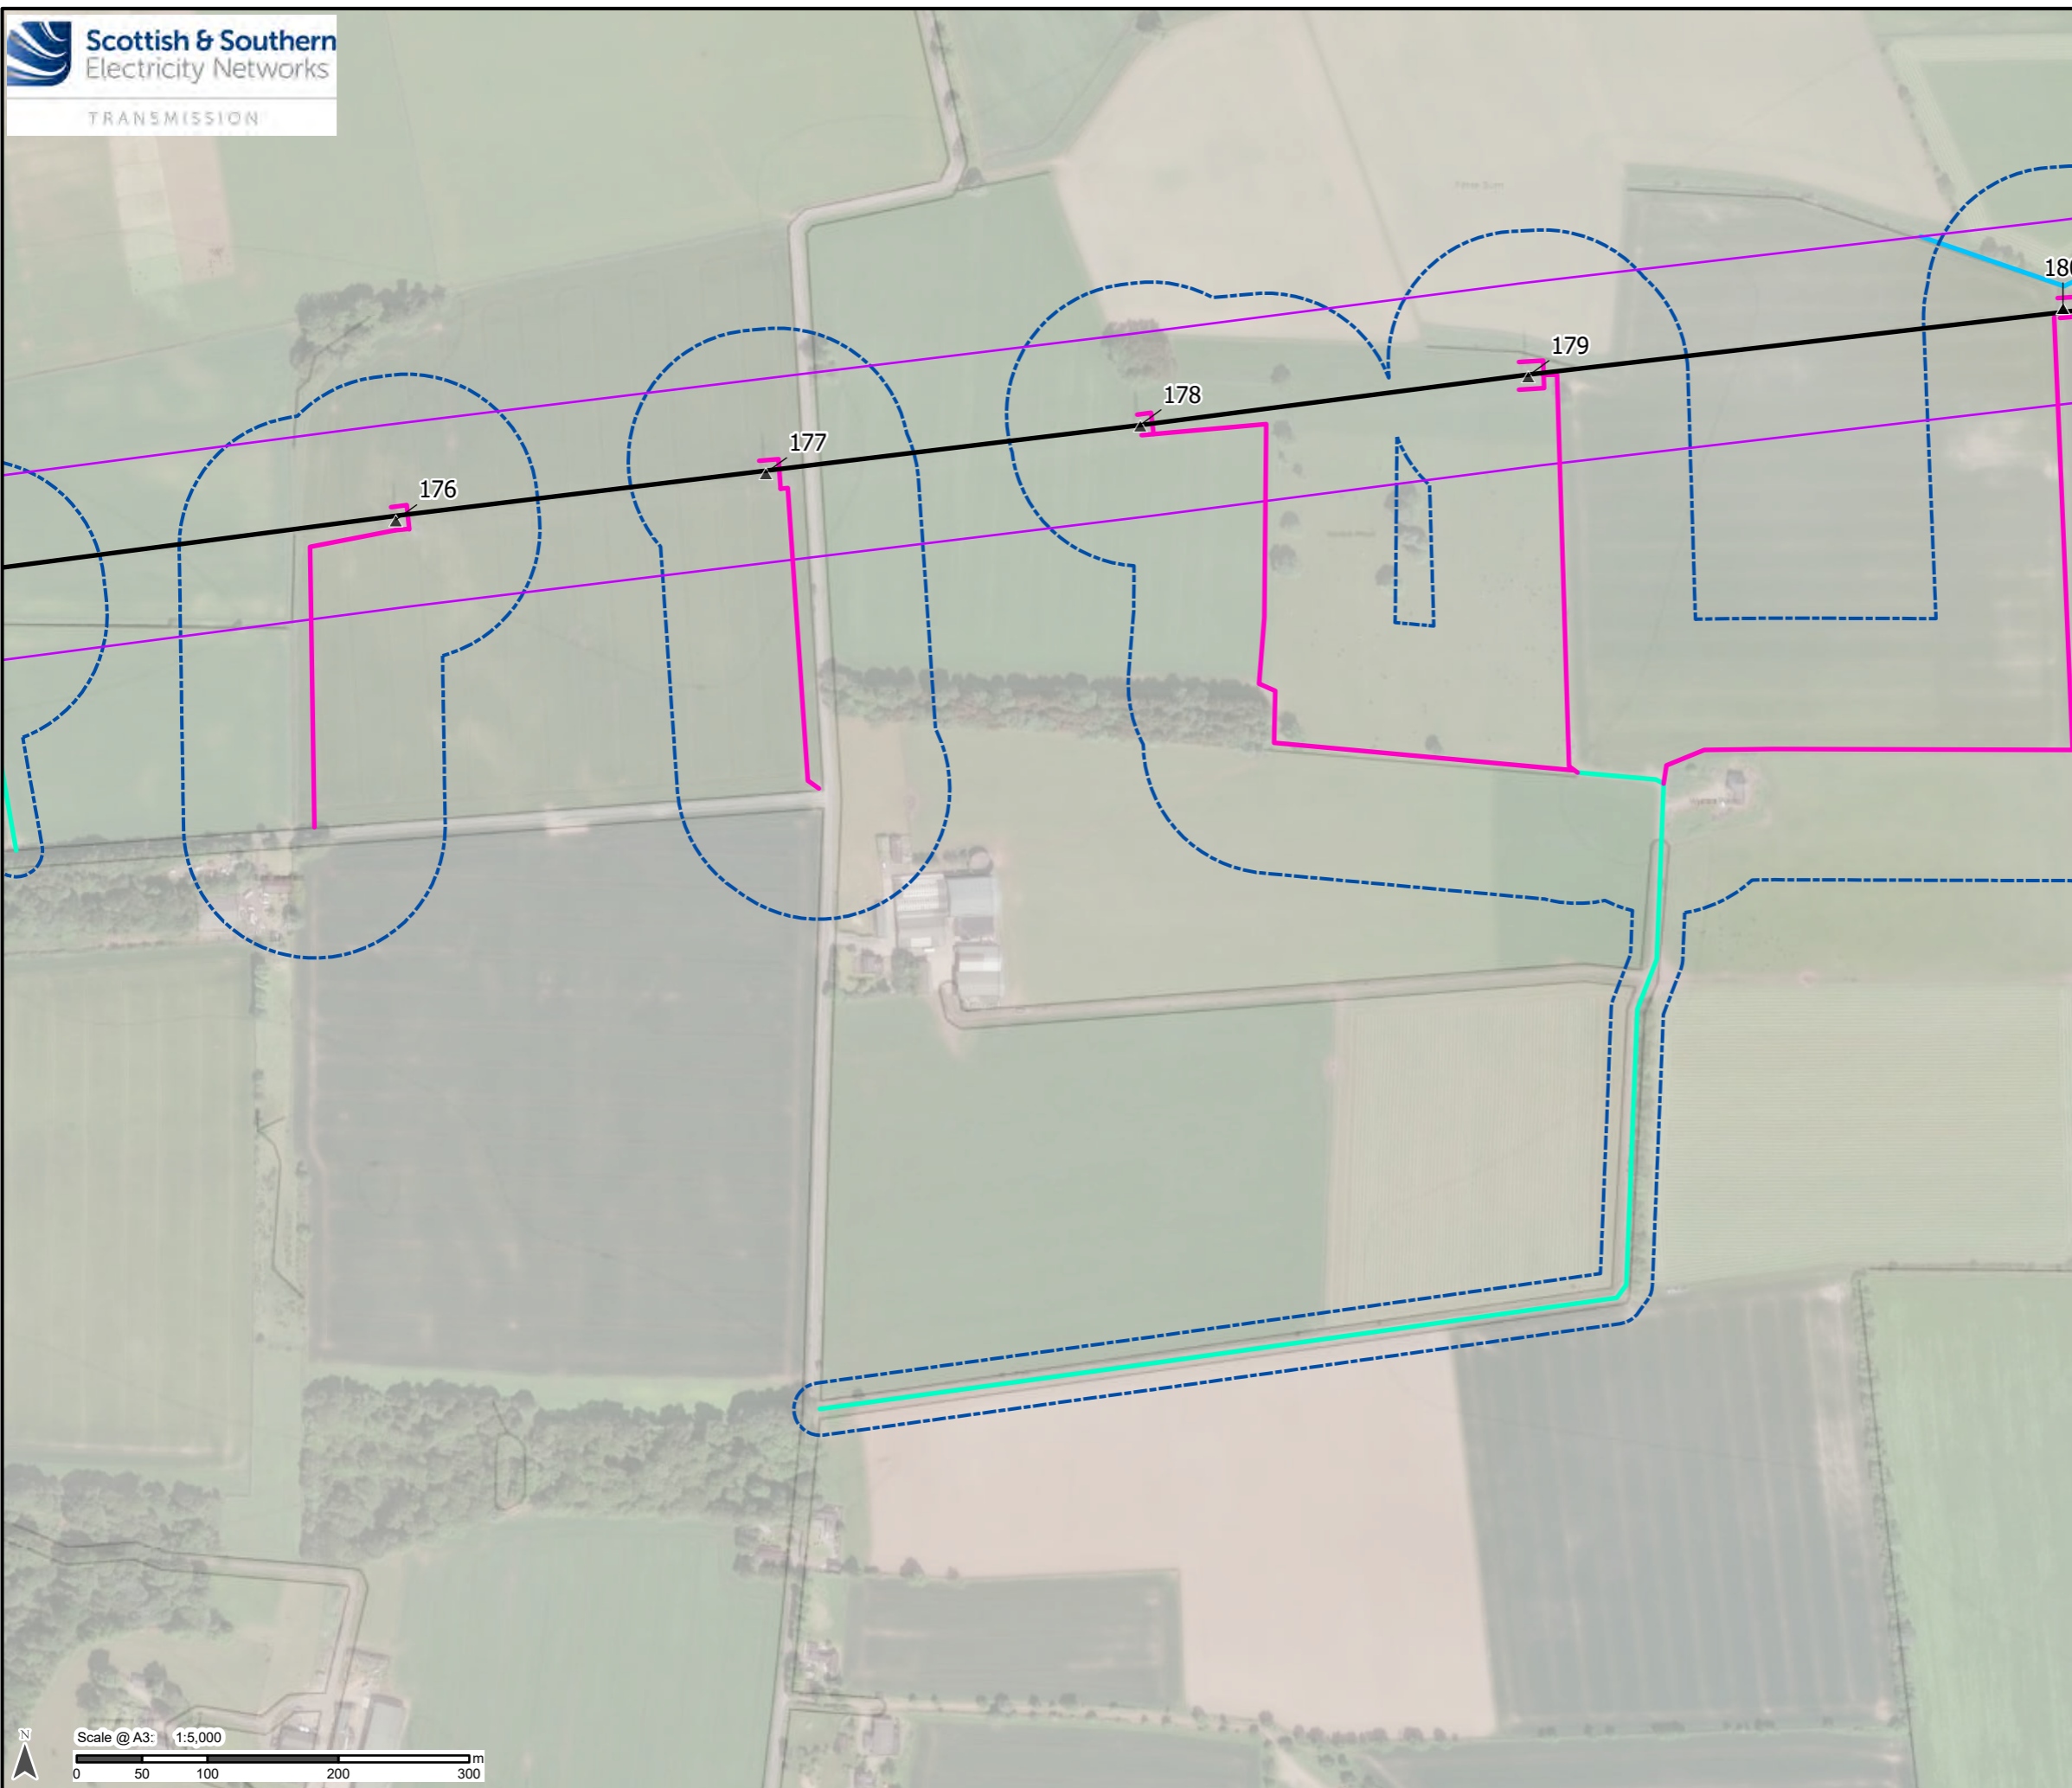 Scottish & Southern
Electricity Networks
TRANSMISSION
180
179
178
177
176
N
Scale @ A3: 1:5,000
m
0 50 100 200 300